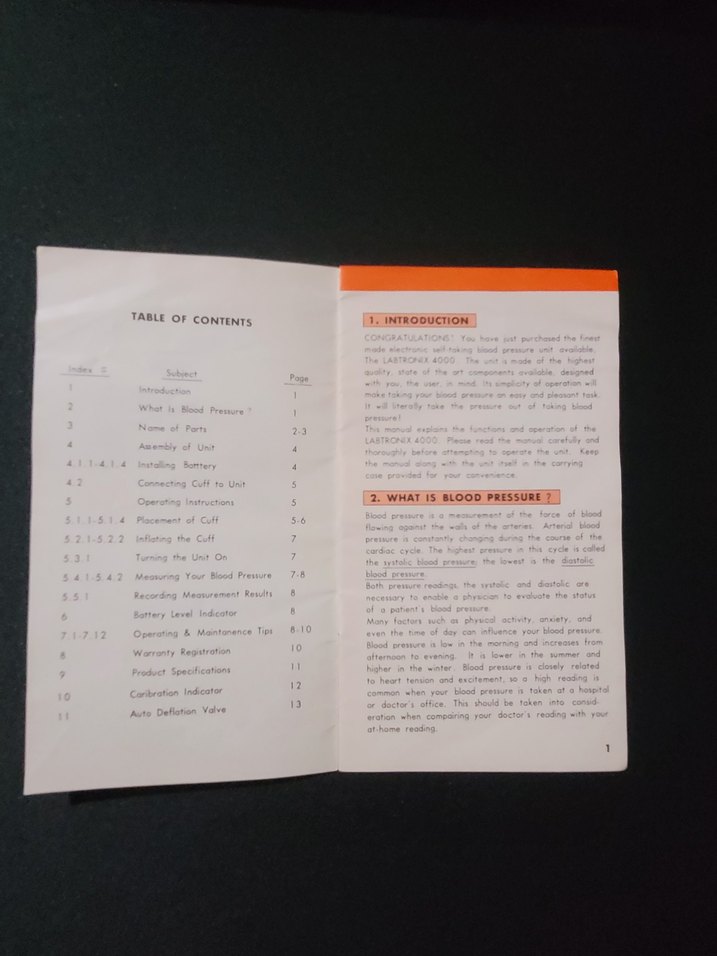 TABLE OF CONTENTS
Index = Subject Page
1 Introduction 1
2 What Is Blood Pressure? 1
3 Name of Parts 2-3
4 Assembly of Unit 4
4.1.1-4.1.4 Installing Batttery 4
4.2 Connecting Cuff to Unit 5
5 Operating Instructions 5
5.1.1-5.1.4 Placement of Cuff 5-6
5.2.1-5.2.2 Inflating the Cuff 7
5.3.1 Turning the Unit On 7
5.4.1-5.4.2 Measuring Your Blood Pressure 7-8
5.5.1 Recording Measurement Results 8
6 Battery Level Indicator 8
7.1-7.12 Operating & Maintanence Tips 8-10
8 Warranty Registration 10
9 Product Specifications 11
10 Caribration Indicator 12
11 Auto Deflation Valve 13
1. INTRODUCTION
CONGRATULATIONS! You have just purchased the finest
made electronic self-taking blood pressure unit available,
The LABTRONIX 4000. The unit is made of the highest
quality, state of the art components available, designed
with you, the user, in mind. Its simplicity of operation will
make taking your blood pressure an easy and pleasant task.
It will literally take the pressure out of taking blood
pressure!
This manual explains the functions and operation of the
LABTRONIX 4000. Please read the manual carefully and
thoroughly before attempting to operate the unit. Keep
the manual along with the unit itself in the carrying
case provided for your convenience.
2. WHAT IS BLOOD PRESSURE ?
Blood pressure is a measurement of the force of blood
flowing against the walls of the arteries. Arterial blood
pressure is constantly changing during the course of the
cardiac cycle. The highest pressure in this cycle is called
the systolic blood pressure; the lowest is the diastolic
blood pressure.
Both pressure readings, the systolic and diastolic are
necessary to enable a physician to evaluate the status
of a patient's blood pressure.
Many factors such as physical activity, anxiety, and
even the time of day can influence your blood pressure.
Blood pressure is low in the morning and increases from
afternoon to evening. It is lower in the summer and
higher in the winter. Blood pressure is closely related
to heart tension and excitement, so a high reading is
common when your blood pressure is taken at a hospital
or doctor's office. This should be taken into consid-
eration when compairing your doctor's reading with your
at-home reading.
1